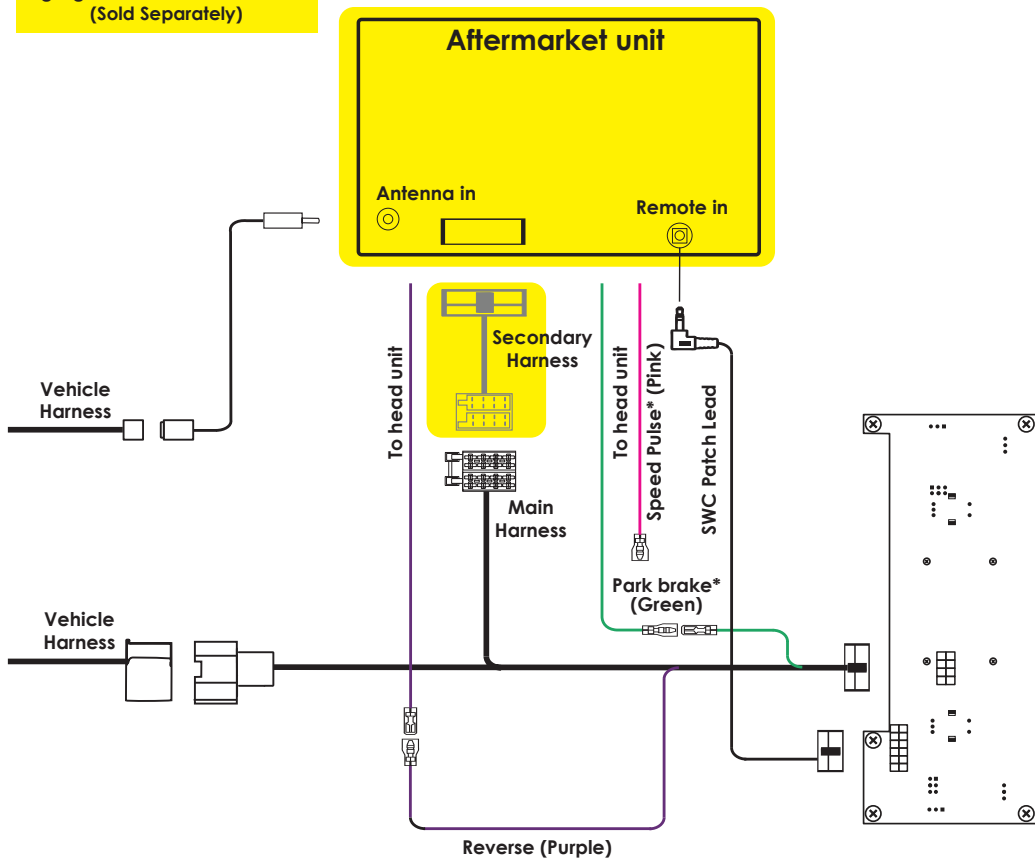 (Sold Separately)
Aftermarket unit
Antenna in
Remote in
Secondary
Harness
Vehicle
Harness
To head unit
To head unit
Speed Pulse* (Pink)
SWC Patch Lead
Main
Harness
Park brake*
(Green)
Vehicle
Harness
Reverse (Purple)